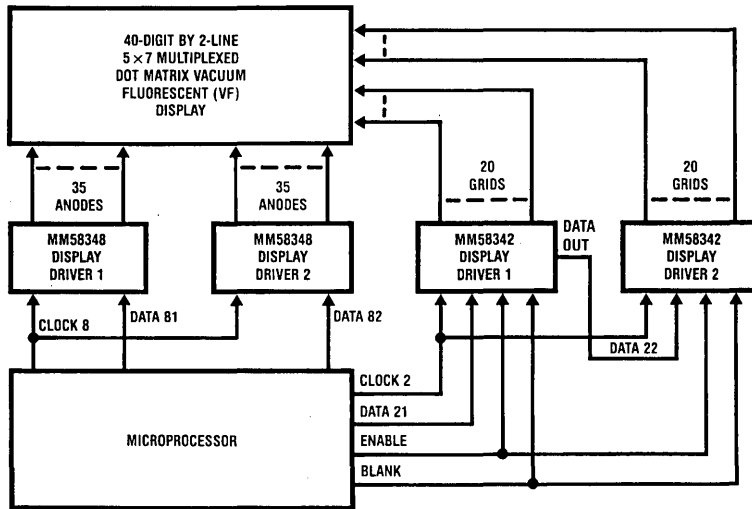 40-DIGIT BY 2-LINE
5 × 7 MULTIPLEXED
DOT MATRIX VACUUM
FLUORESCENT (VF)
DISPLAY
35
ANODES
35
ANODES
20
GRIDS
20
GRIDS
MM58348
DISPLAY
DRIVER 1
MM58348
DISPLAY
DRIVER 2
MM58342
DISPLAY
DRIVER 1
DATA
OUT
MM58342
DISPLAY
DRIVER 2
CLOCK 8
DATA 81
DATA 82
DATA 22
MICROPROCESSOR
CLOCK 2
DATA 21
ENABLE
BLANK